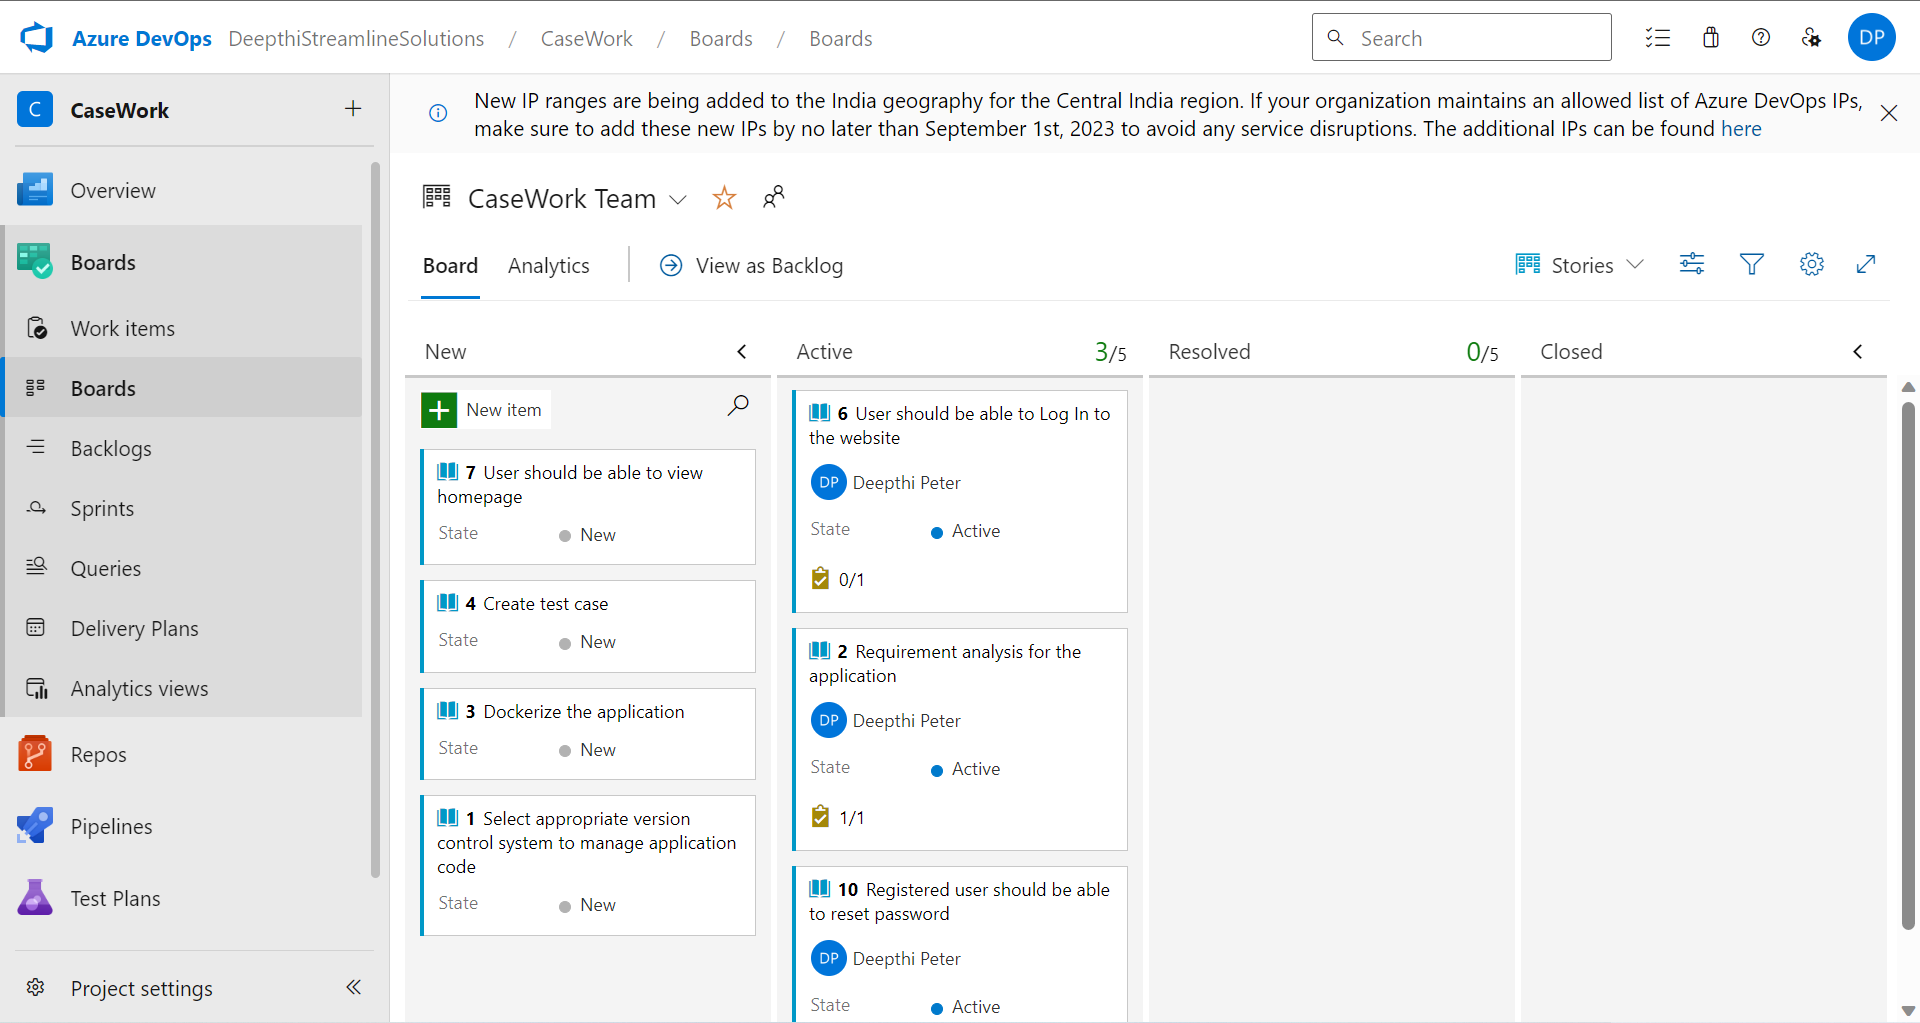 Azure DevOps DeepthiStreamlineSolutions / CaseWork / Boards / Boards
Search
DP
C CaseWork
Overview
Boards
Work items
Boards
Backlogs
Sprints
Queries
Delivery Plans
Analytics views
Repos
Pipelines
Test Plans
Project settings
New IP ranges are being added to the India geography for the Central India region. If your organization maintains an allowed list of Azure DevOps IPs,
make sure to add these new IPs by no later than September 1st, 2023 to avoid any service disruptions. The additional IPs can be found here
CaseWork Team
Board Analytics View as Backlog
Stories
New
New item
7 User should be able to view
homepage
State New
4 Create test case
State New
3 Dockerize the application
State New
1 Select appropriate version
control system to manage application
code
State New
Active 3/5
6 User should be able to Log In to
the website
DP Deepthi Peter
State Active
0/1
2 Requirement analysis for the
application
DP Deepthi Peter
State Active
1/1
10 Registered user should be able
to reset password
DP Deepthi Peter
State Active
Resolved 0/5
Closed